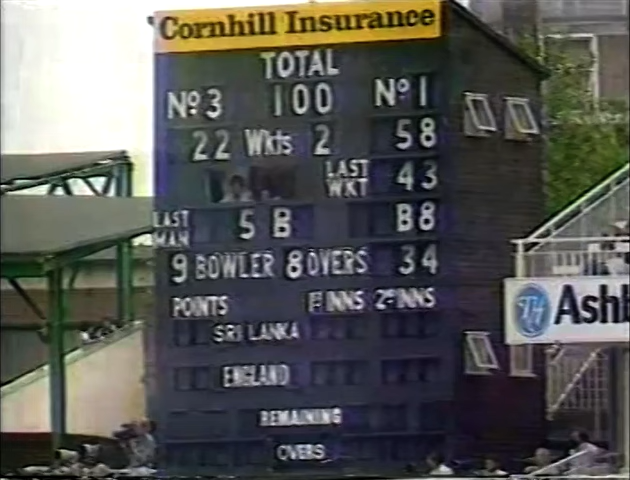 Cornhill Insurance
TOTAL
Nº3 100 Nº1
22 Wkts 2 58
LAST WKT 43
LAST MAN 5 B B8
9 BOWLER 8 OVERS 34
POINTS 1ST INNS 2ND INNS
SRI LANKA
ENGLAND
REMAINING
OVERS
Ashb